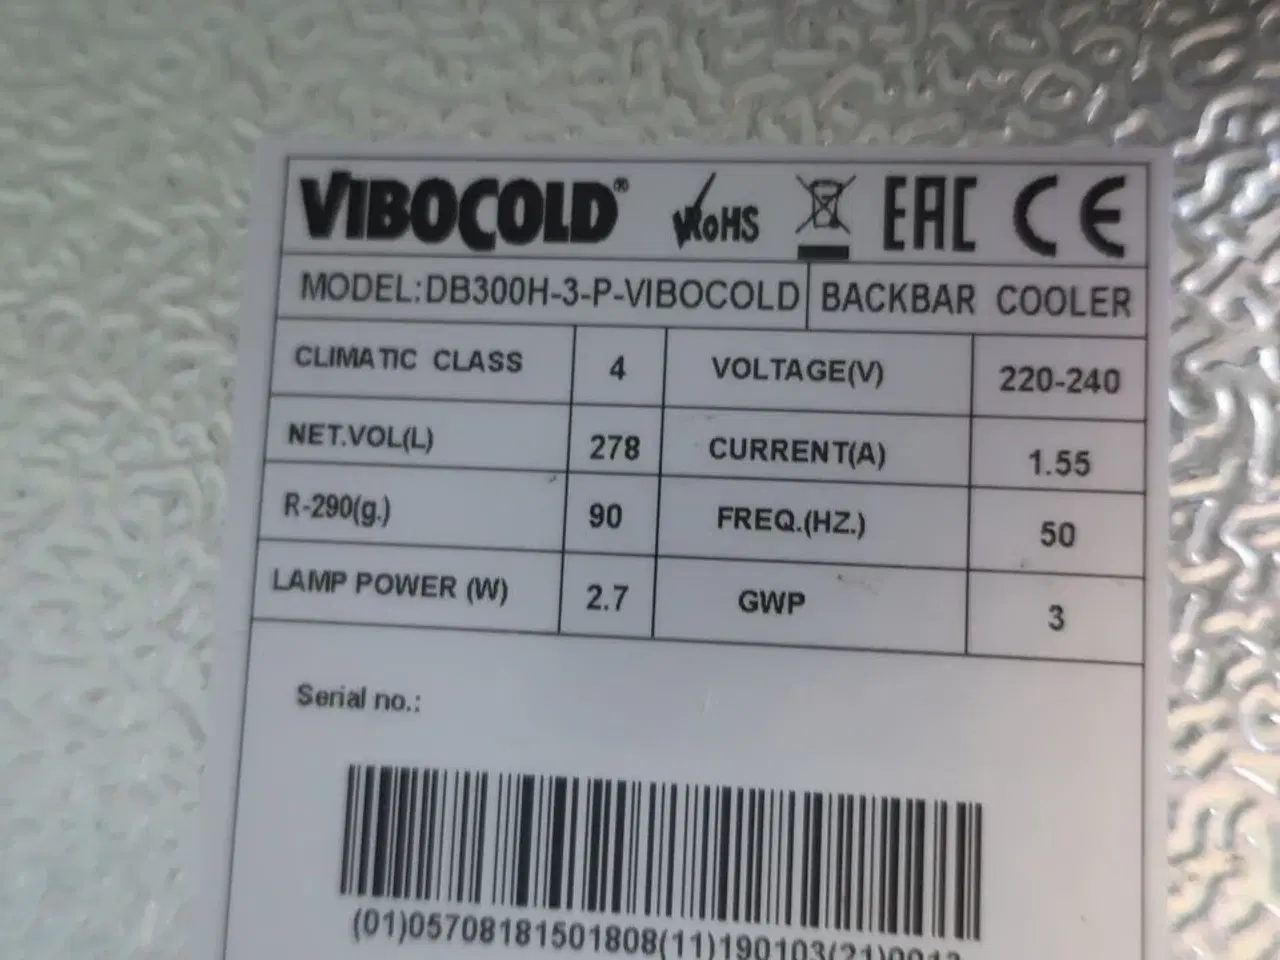 VIBOCOLD® RoHS EAC CE
MODEL:DB300H-3-P-VIBOCOLD BACKBAR COOLER
CLIMATIC CLASS 4 VOLTAGE(V) 220-240
NET.VOL(L) 278 CURRENT(A) 1.55
R-290(g.) 90 FREQ.(HZ.) 50
LAMP POWER (W) 2.7 GWP 3
Serial no.:
(01)05708181501808(11)190103(21)